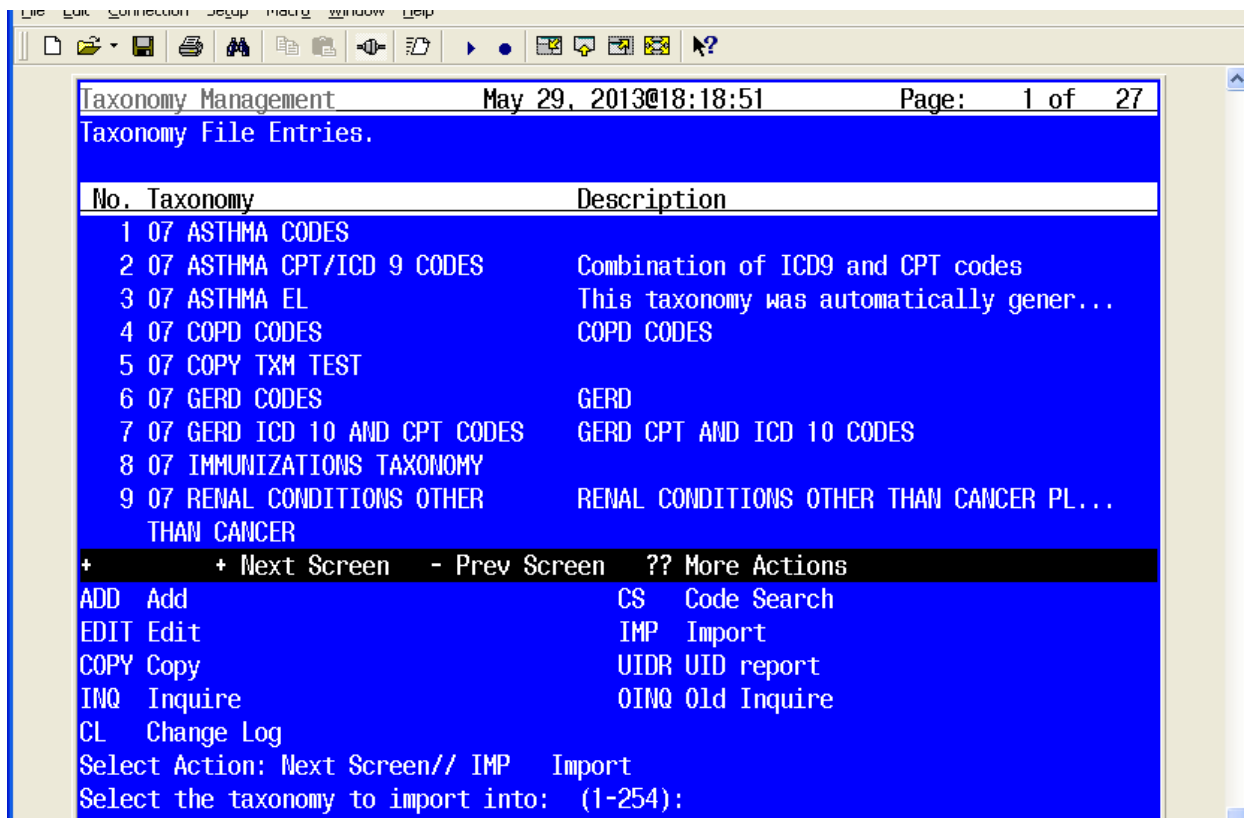 File Edit Connection Setup Macro Window Help
Taxonomy Management May 29, 2013@18:18:51 Page: 1 of 27
Taxonomy File Entries.
No. Taxonomy Description
1 07 ASTHMA CODES
2 07 ASTHMA CPT/ICD 9 CODES Combination of ICD9 and CPT codes
3 07 ASTHMA EL This taxonomy was automatically gener...
4 07 COPD CODES COPD CODES
5 07 COPY TXM TEST
6 07 GERD CODES GERD
7 07 GERD ICD 10 AND CPT CODES GERD CPT AND ICD 10 CODES
8 07 IMMUNIZATIONS TAXONOMY
9 07 RENAL CONDITIONS OTHER RENAL CONDITIONS OTHER THAN CANCER PL...
THAN CANCER
+ + Next Screen - Prev Screen ?? More Actions
ADD Add CS Code Search
EDIT Edit IMP Import
COPY Copy UIDR UID report
INQ Inquire OINQ Old Inquire
CL Change Log
Select Action: Next Screen// IMP Import
Select the taxonomy to import into: (1-254):